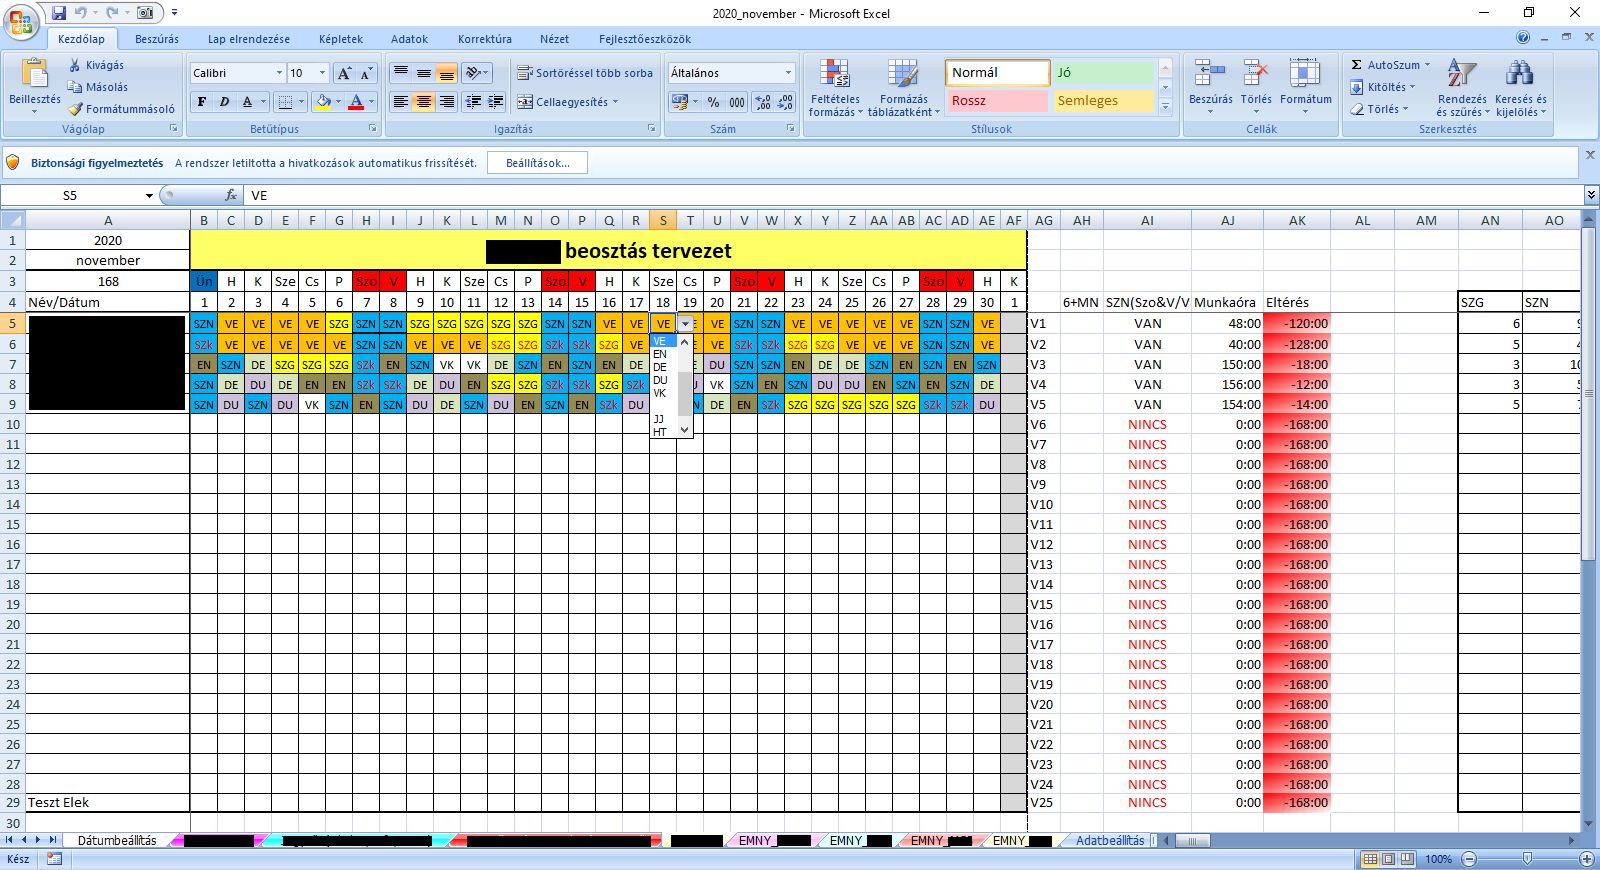 2020_november - Microsoft Excel
Kezdőlap Beszúrás Lap elrendezése Képletek Adatok Korrektúra Nézet Fejlesztőeszközök
Beillesztés
Kivágás
Másolás
Formátummásoló
Vágólap
Calibri 10
F D A
Betűtípus
Sortöréssel több sorba
Cellaegyesítés
Igazítás
Általános
% 000
Szám
Feltételes formázás
Formázás táblázatként
Normál Jó
Rossz Semleges
Stílusok
Beszúrás Törlés Formátum
Cellák
Σ AutoSzum
Kitöltés
Törlés
Rendezés és szűrés
Keresés és kijelölés
Szerkesztés
Biztonsági figyelmeztetés A rendszer letiltotta a hivatkozások automatikus frissítését. Beállítások...
S5 fx VE
A B C D E F G H I J K L M N O P Q R S T U V W X Y Z AA AB AC AD AE AF AG AH AI AJ AK AL AM AN AO
1 2020
beosztás tervezet
2 november
3 168 Ün H K Sze Cs P Szo V H K Sze Cs P Szo V H K Sze Cs P Szo V H K Sze Cs P Szo V H K
4 Név/Dátum 1 2 3 4 5 6 7 8 9 10 11 12 13 14 15 16 17 18 19 20 21 22 23 24 25 26 27 28 29 30 1 6+MN SZN(Szo&V/V Munkaóra Eltérés SZG SZN
5 SZN VE VE VE VE SZG SZN SZN SZG SZG SZG SZG SZG SZN SZN VE VE VE VE SZN SZN VE VE VE VE VE SZN SZN VE V1 VAN 48:00 -120:00 6
6 SZk VE VE VE VE VE SZk SZk VE VE VE SZG SZG SZk SZk SZG VE VE VE SZk SZk SZG SZG VE VE VE SZN SZN VE V2 VAN 40:00 -128:00 5
7 EN SZN DE SZG SZG SZG SZk EN SZN VK VK DE DE SZN EN SZN DE DU SZN SZN EN V3 VAN 150:00 -18:00 3 10
8 SZN DE DU DU EN EN SZk SZk DE DU EN SZG SZG SZk SZk SZG SZk VK SZN EN SZN DU DU EN EN SZN EN DE V4 VAN 156:00 -12:00 3
9 SZN DU SZN DU VK SZN EN SZN DU DE SZN DU EN SZN EN SZk DU DE EN SZk SZG SZG SZG SZG SZG SZk SZk DU V5 VAN 154:00 -14:00 5
VE
EN
DE
DU
VK
JJ
HT
10 V6 NINCS 0:00 -168:00
11 V7 NINCS 0:00 -168:00
12 V8 NINCS 0:00 -168:00
13 V9 NINCS 0:00 -168:00
14 V10 NINCS 0:00 -168:00
15 V11 NINCS 0:00 -168:00
16 V12 NINCS 0:00 -168:00
17 V13 NINCS 0:00 -168:00
18 V14 NINCS 0:00 -168:00
19 V15 NINCS 0:00 -168:00
20 V16 NINCS 0:00 -168:00
21 V17 NINCS 0:00 -168:00
22 V18 NINCS 0:00 -168:00
23 V19 NINCS 0:00 -168:00
24 V20 NINCS 0:00 -168:00
25 V21 NINCS 0:00 -168:00
26 V22 NINCS 0:00 -168:00
27 V23 NINCS 0:00 -168:00
28 V24 NINCS 0:00 -168:00
29 Teszt Elek V25 NINCS 0:00 -168:00
30
Dátumbeállítás EMNY_ EMNY_ EMNY_ EMNY_ Adatbeállítás
Kész 100%